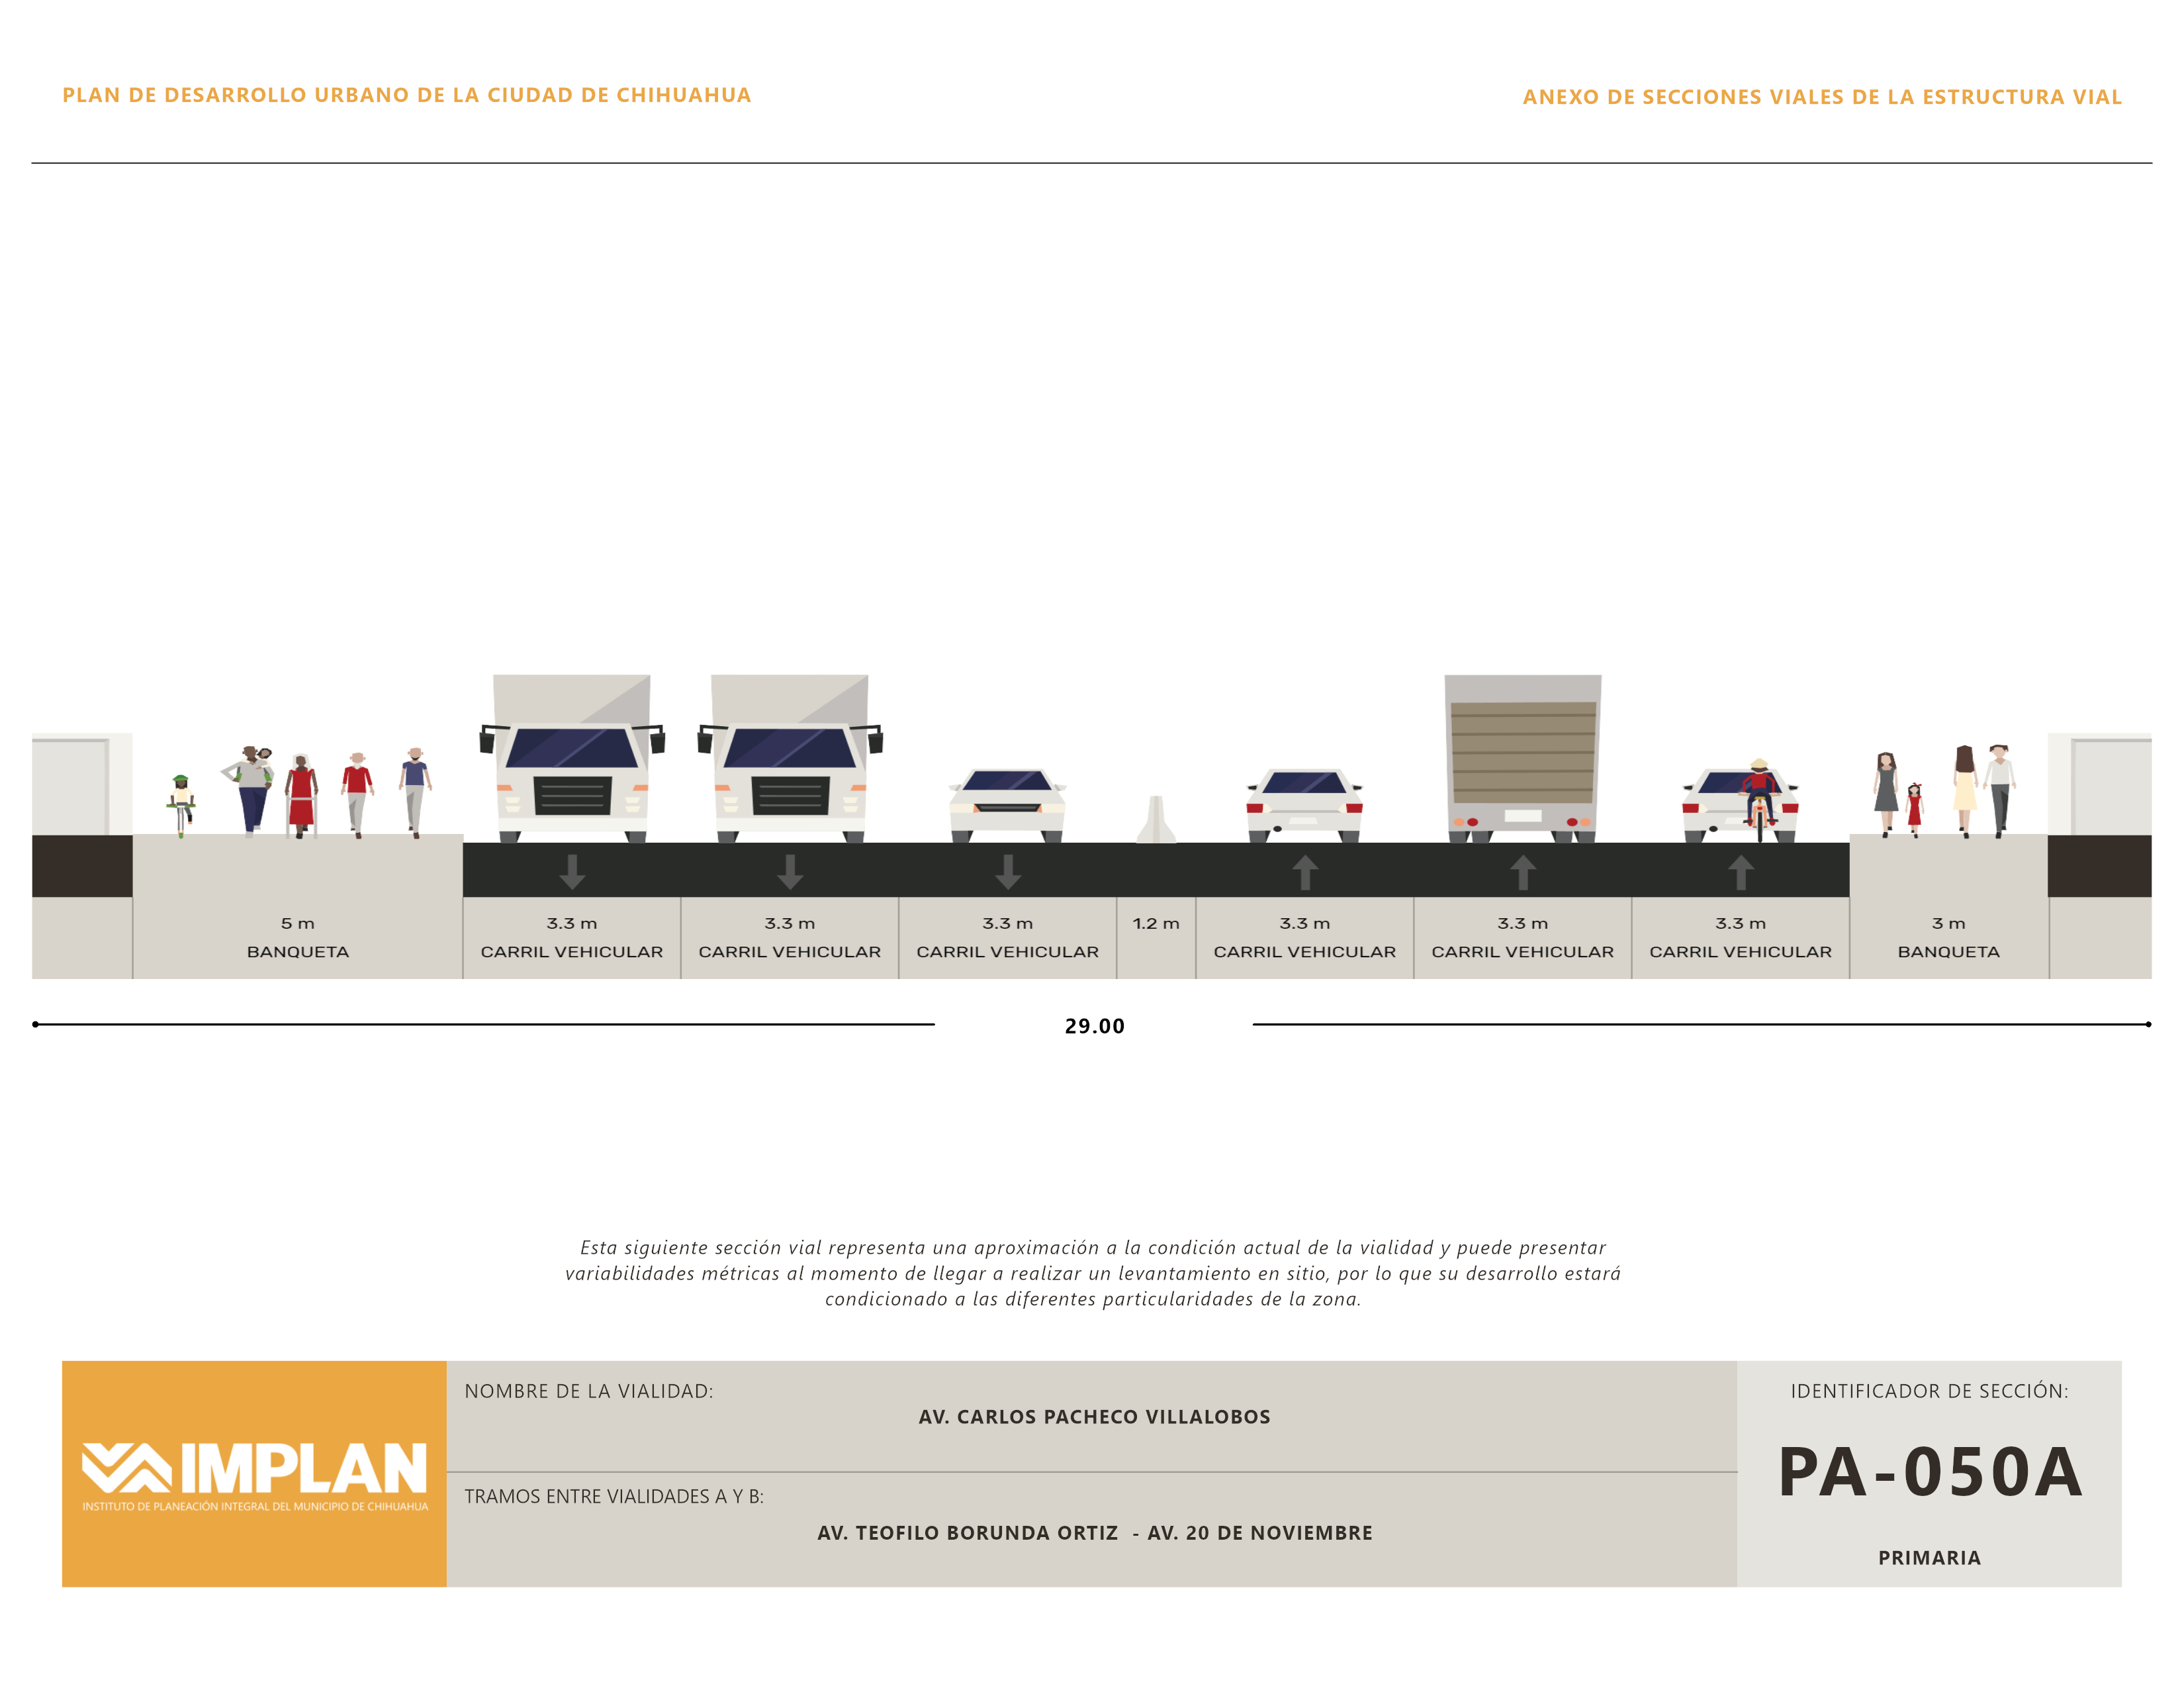 PLAN DE DESARROLLO URBANO DE LA CIUDAD DE CHIHUAHUA
ANEXO DE SECCIONES VIALES DE LA ESTRUCTURA VIAL
5 m
BANQUETA
3.3 m
CARRIL VEHICULAR
3.3 m
CARRIL VEHICULAR
3.3 m
CARRIL VEHICULAR
1.2 m
3.3 m
CARRIL VEHICULAR
3.3 m
CARRIL VEHICULAR
3.3 m
CARRIL VEHICULAR
3 m
BANQUETA
29.00
Esta siguiente sección vial representa una aproximación a la condición actual de la vialidad y puede presentar
variabilidades métricas al momento de llegar a realizar un levantamiento en sitio, por lo que su desarrollo estará
condicionado a las diferentes particularidades de la zona.
IMPLAN
INSTITUTO DE PLANEACIÓN INTEGRAL DEL MUNICIPIO DE CHIHUAHUA
NOMBRE DE LA VIALIDAD:
AV. CARLOS PACHECO VILLALOBOS
TRAMOS ENTRE VIALIDADES A Y B:
AV. TEOFILO BORUNDA ORTIZ - AV. 20 DE NOVIEMBRE
IDENTIFICADOR DE SECCIÓN:
PA-050A
PRIMARIA